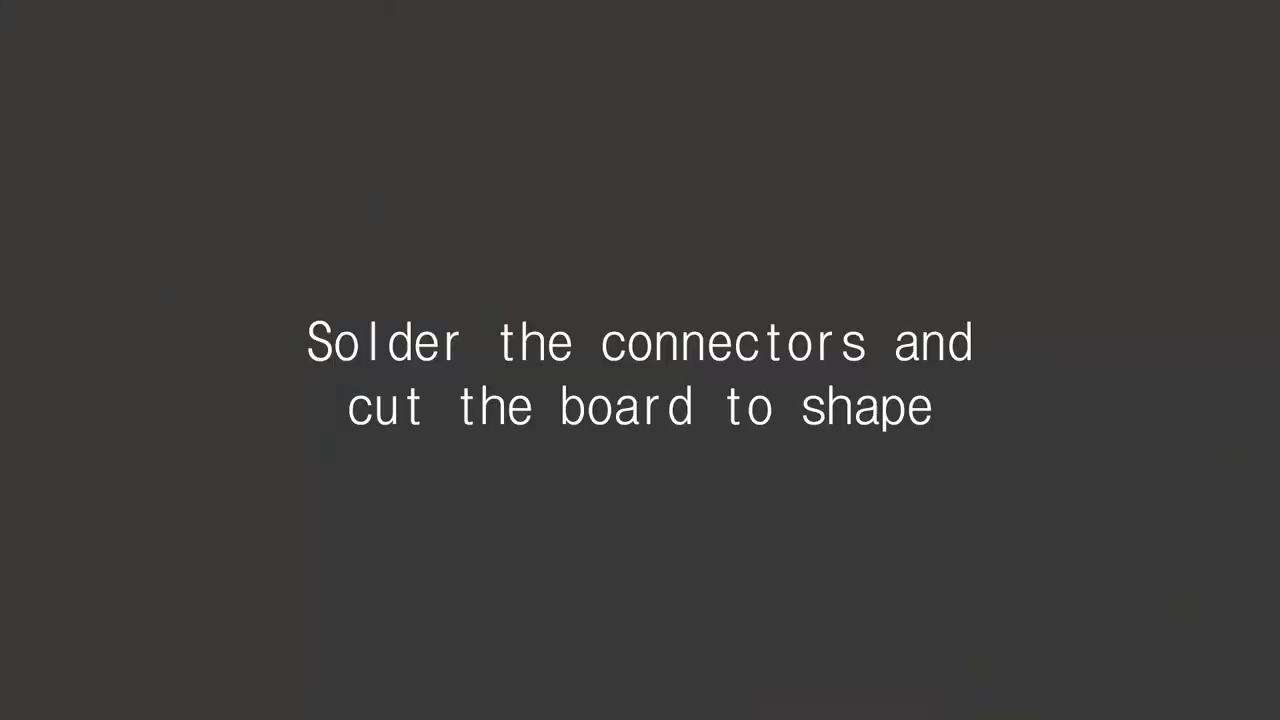 Solder the connectors and
cut the board to shape